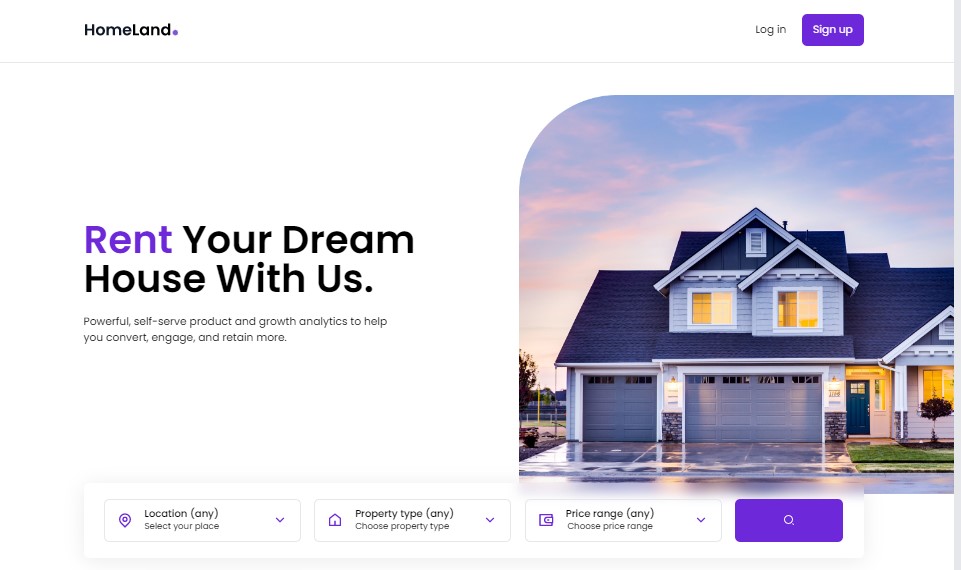 HomeLand.
Log in
Sign up
Rent Your Dream
House With Us.
Powerful, self-serve product and growth analytics to help
you convert, engage, and retain more.
Location (any)
Select your place
Property type (any)
Choose property type
Price range (any)
Choose price range